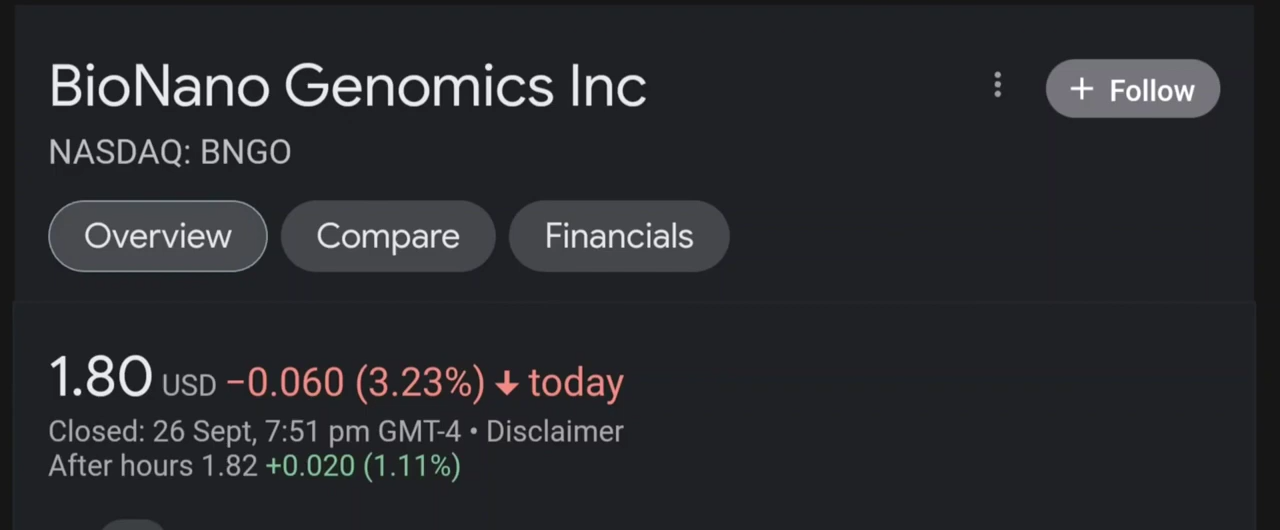 BioNano Genomics Inc
+ Follow
NASDAQ: BNGO
Overview Compare Financials
1.80 USD −0.060 (3.23%) ↓ today
Closed: 26 Sept, 7:51 pm GMT-4 • Disclaimer
After hours 1.82 +0.020 (1.11%)